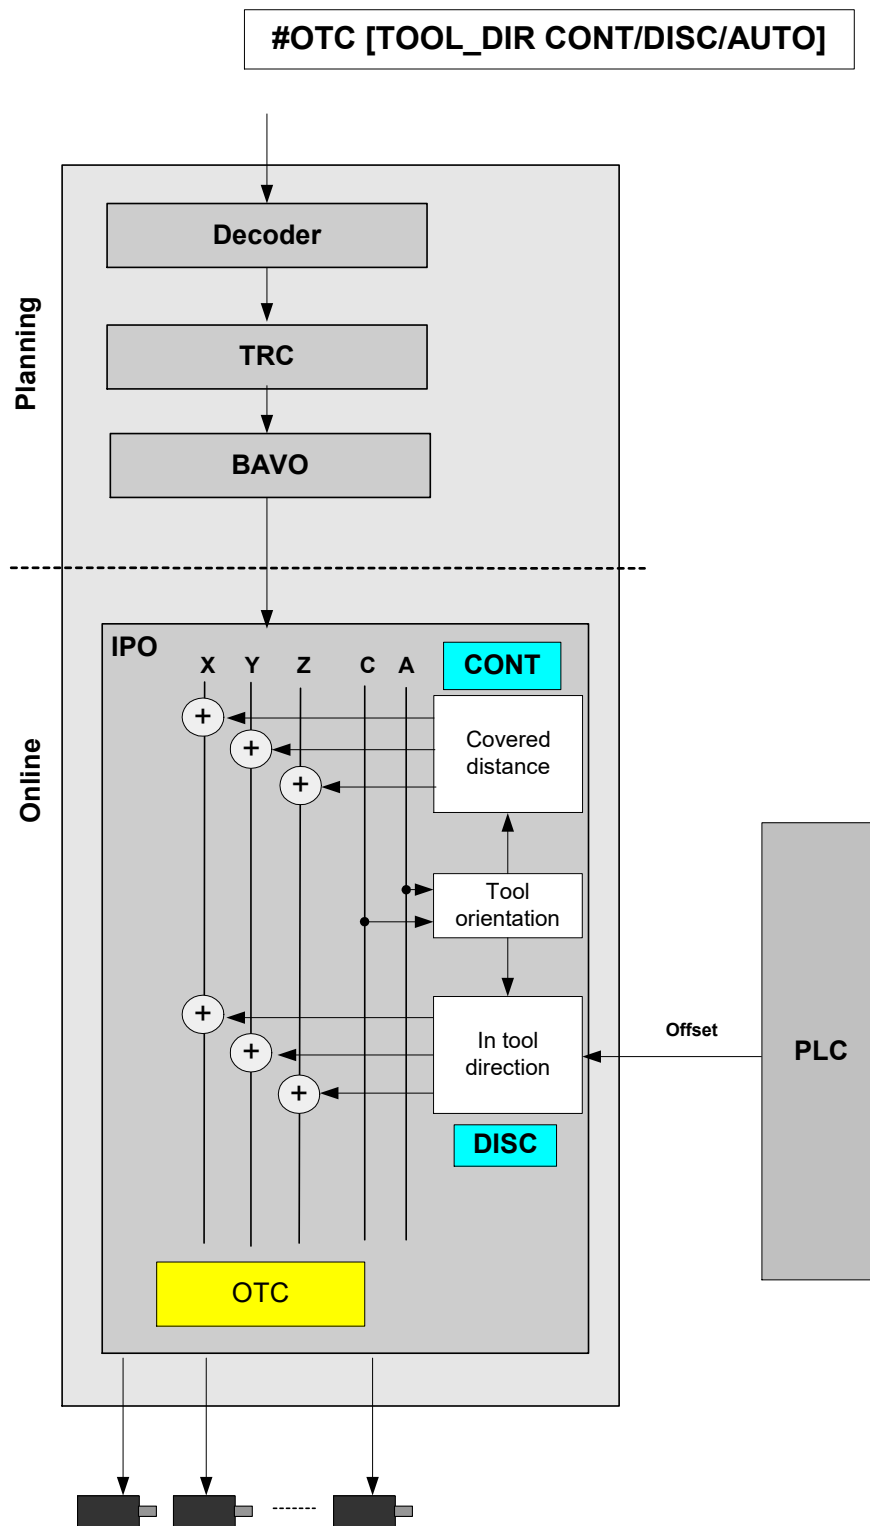 #OTC [TOOL_DIR CONT/DISC/AUTO]
Planning
Decoder
TRC
BAVO
Online
IPO
X Y Z C A
CONT
+
+
+
Covered
distance
Tool
orientation
+
+
+
In tool
direction
Offset
PLC
DISC
OTC